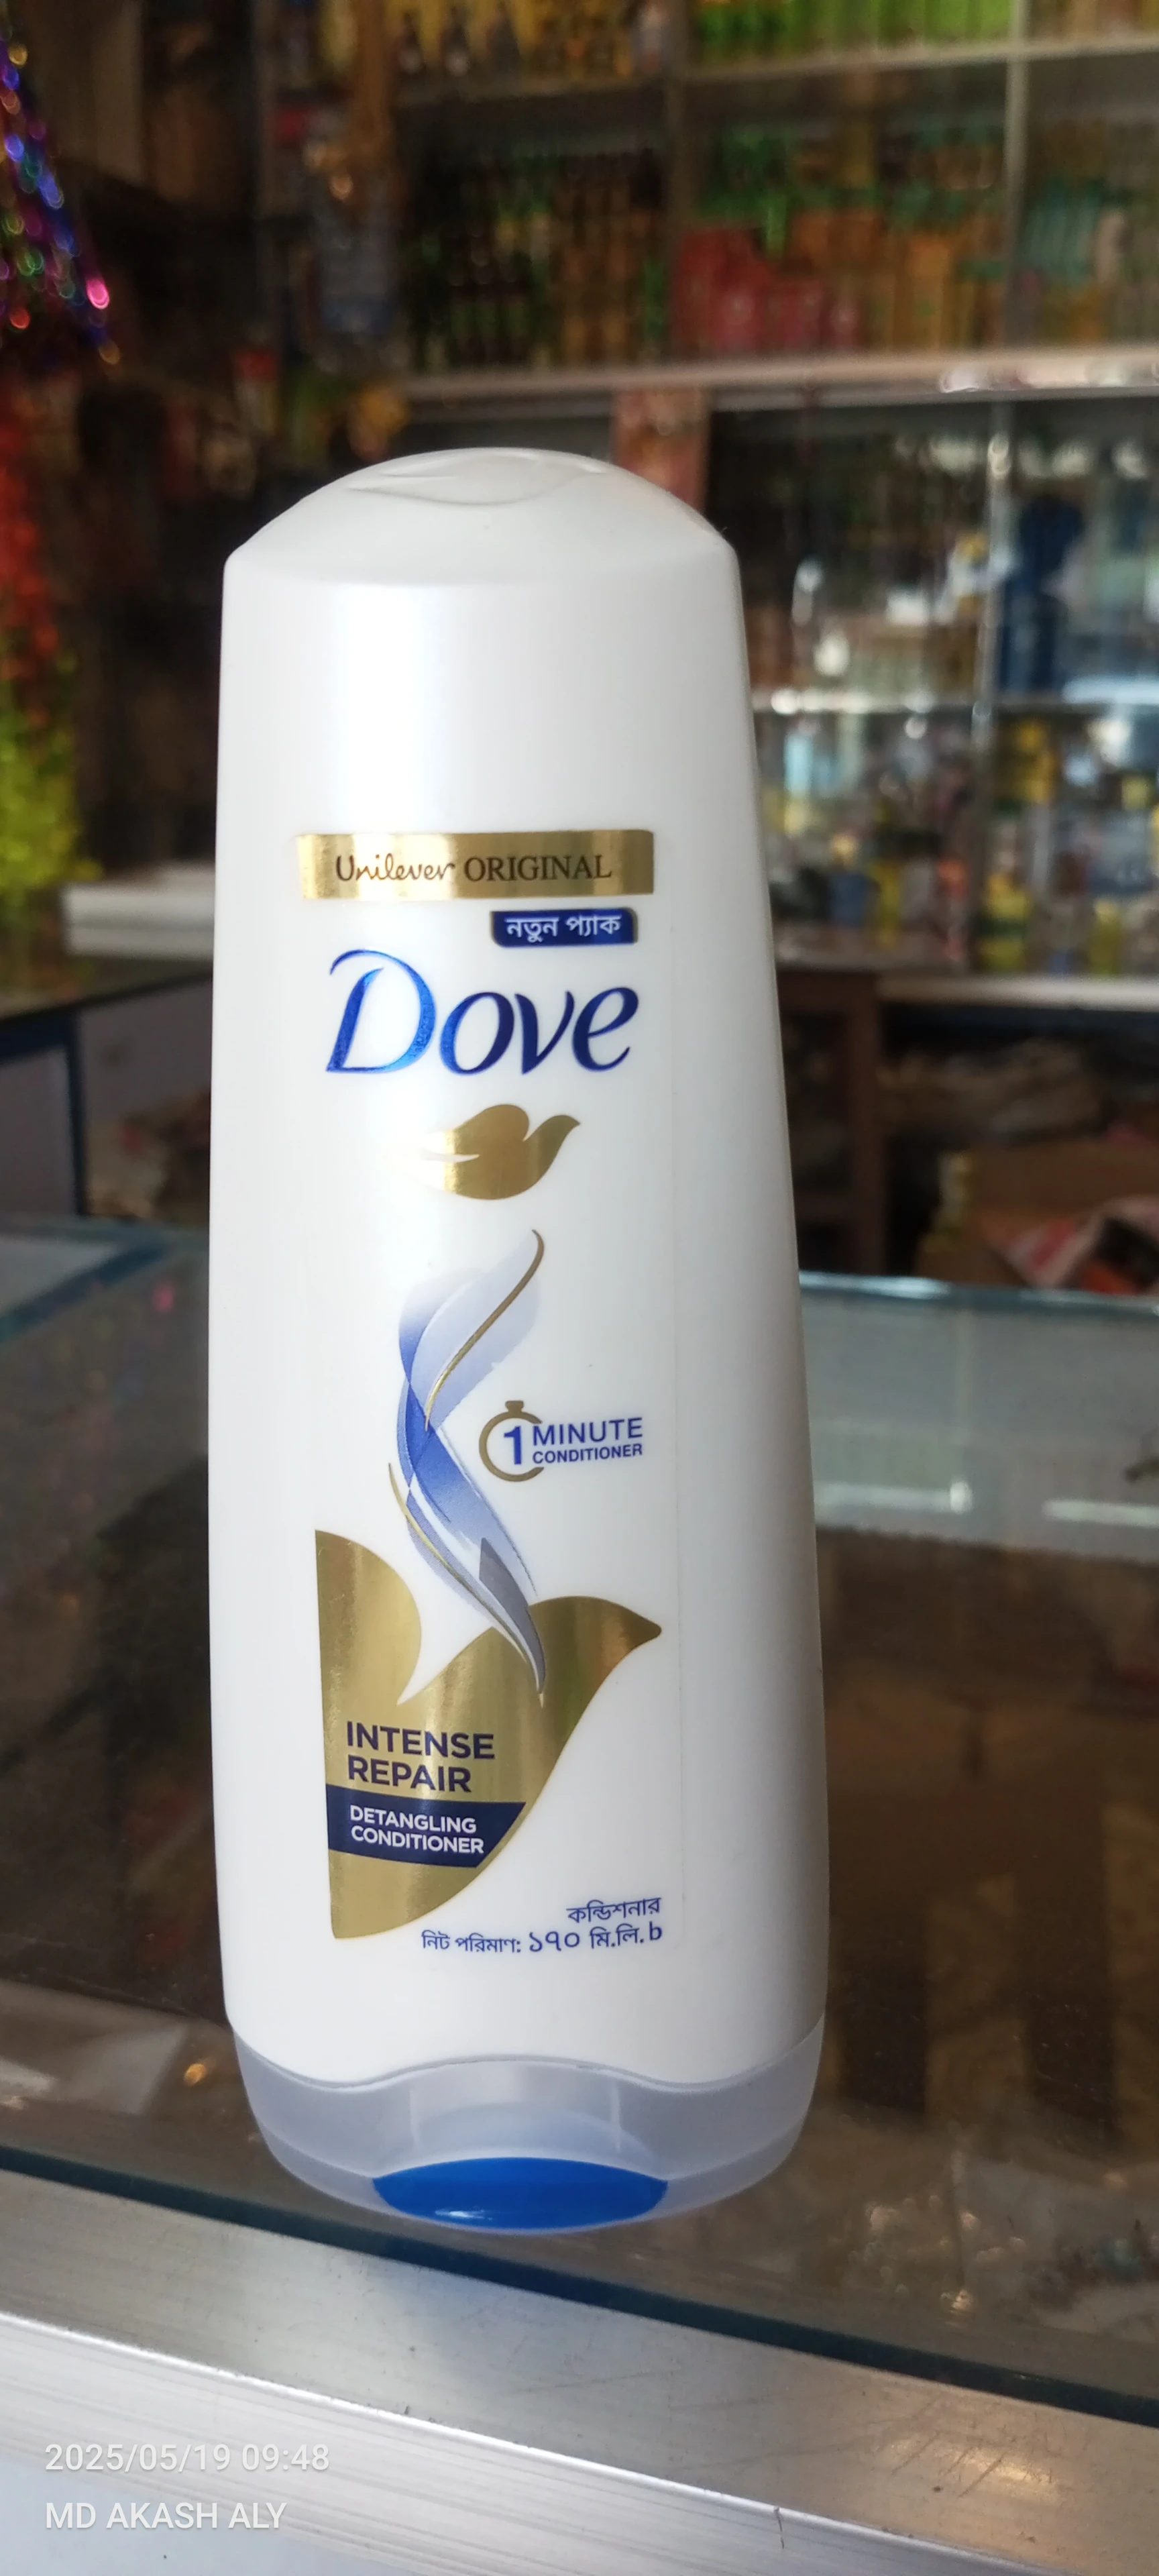 Unilever ORIGINAL
নতুন প্যাক
Dove
1 MINUTE
CONDITIONER
INTENSE
REPAIR
DETANGLING
CONDITIONER
কন্ডিশনার
নিট পরিমাণ: ১৭০ মি.লি. b
2025/05/19 09:48
MD AKASH ALY